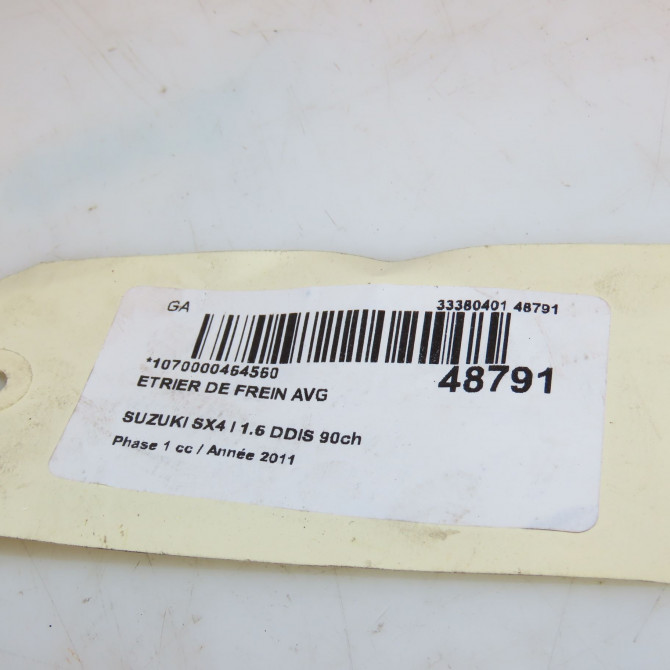 GA 33380401 48791
*1070000464560 48791
ETRIER DE FREIN AVG
SUZUKI SX4 I 1.6 DDIS 90ch
Phase 1 cc / Année 2011